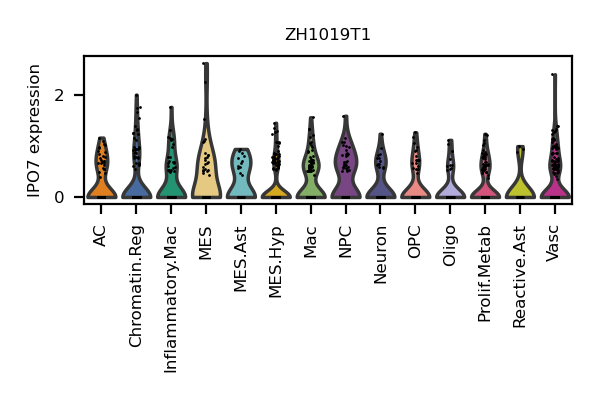 ZH1019T1
IPO7 expression
2
0
AC
Chromatin.Reg
Inflammatory.Mac
MES
MES.Ast
MES.Hyp
Mac
NPC
Neuron
OPC
Oligo
Prolif.Metab
Reactive.Ast
Vasc